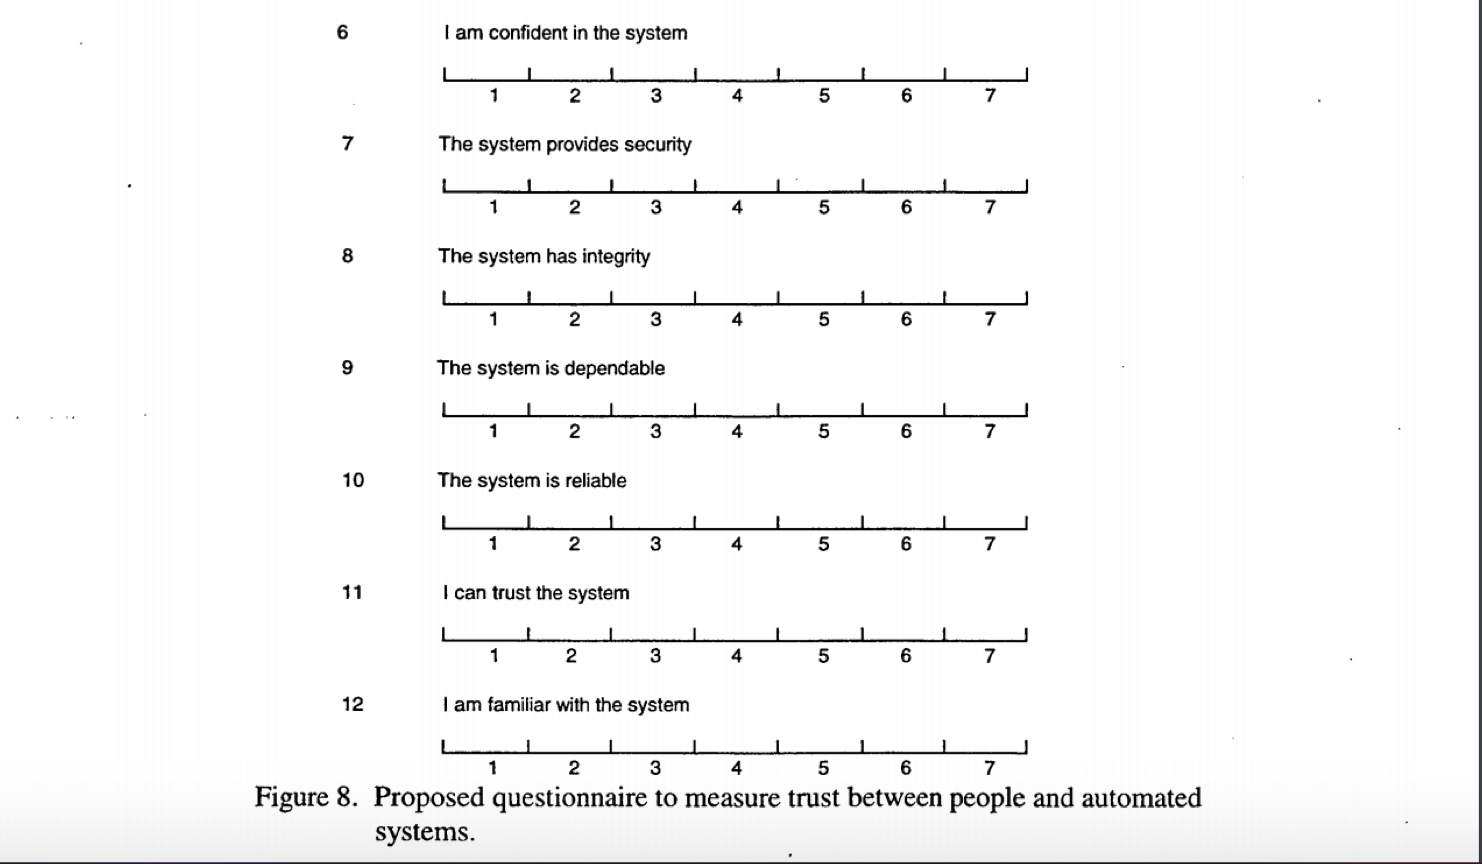 6 I am confident in the system
1 2 3 4 5 6 7
7 The system provides security
1 2 3 4 5 6 7
8 The system has integrity
1 2 3 4 5 6 7
9 The system is dependable
1 2 3 4 5 6 7
10 The system is reliable
1 2 3 4 5 6 7
11 I can trust the system
1 2 3 4 5 6 7
12 I am familiar with the system
1 2 3 4 5 6 7
Figure 8. Proposed questionnaire to measure trust between people and automated
systems.